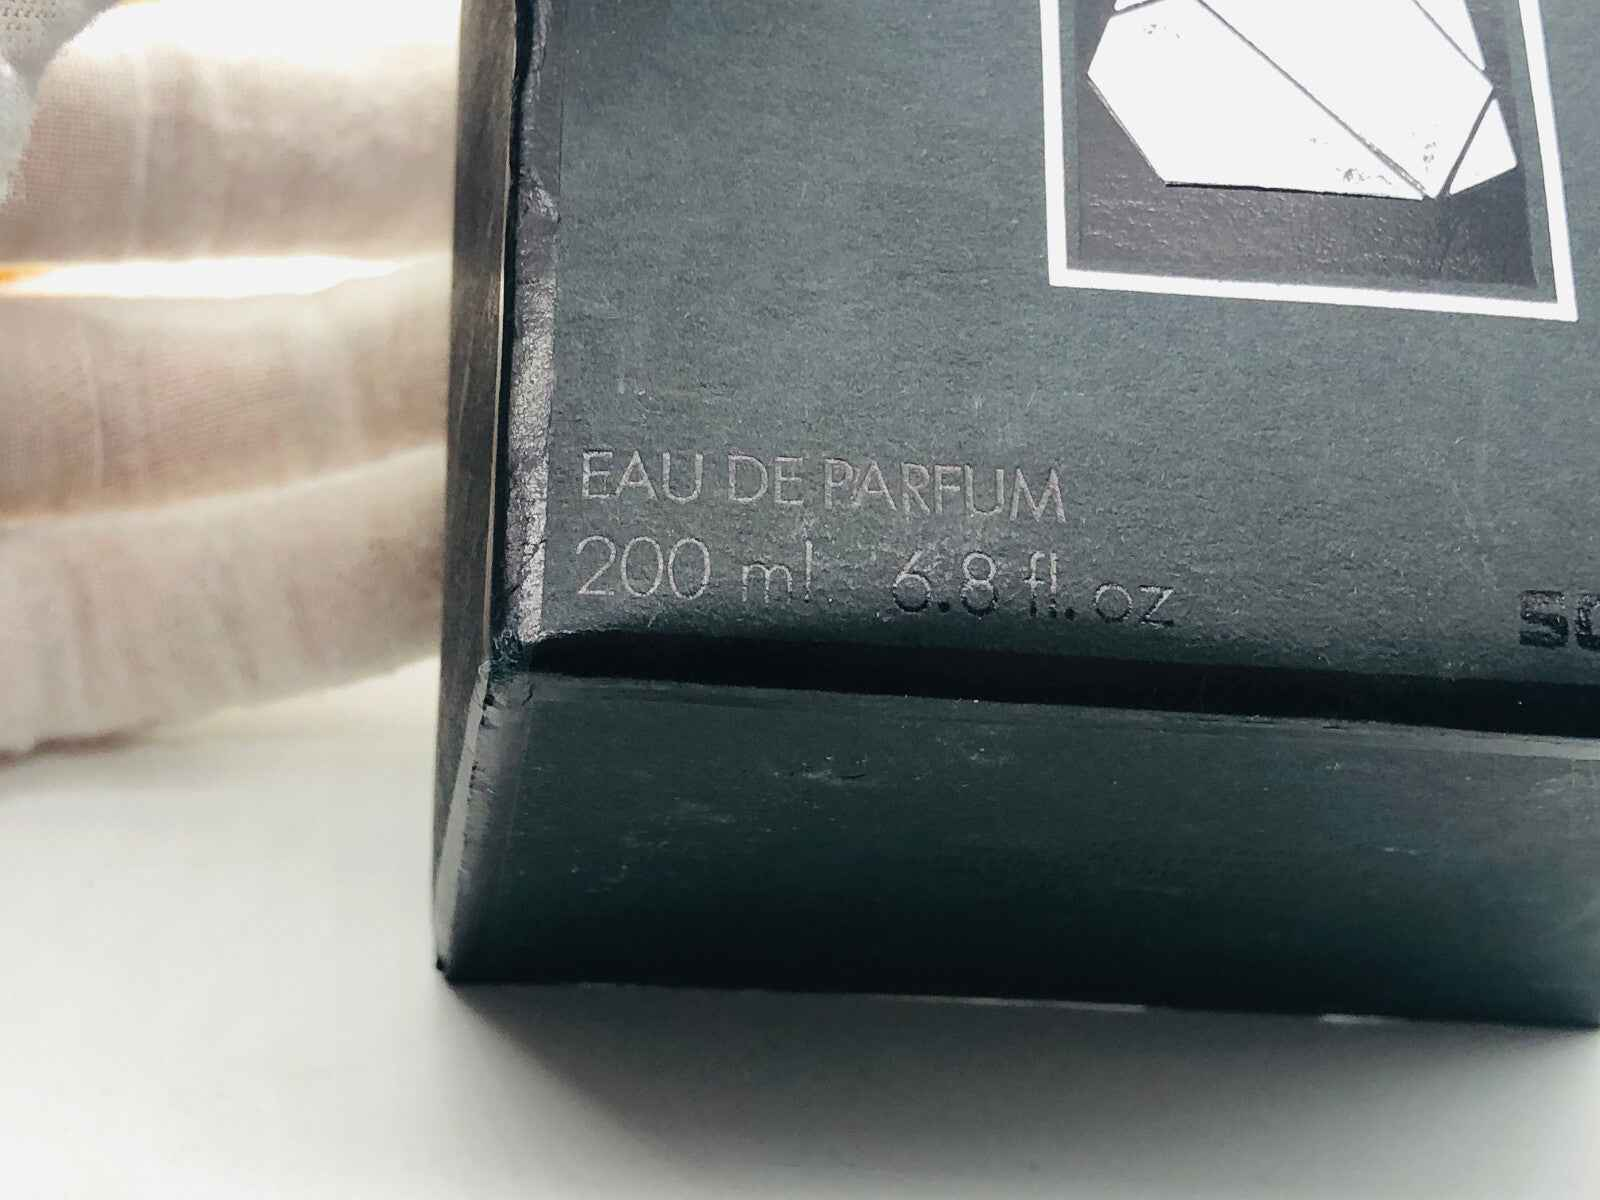 EAU DE PARFUM
200 ml 6.8 fl. oz